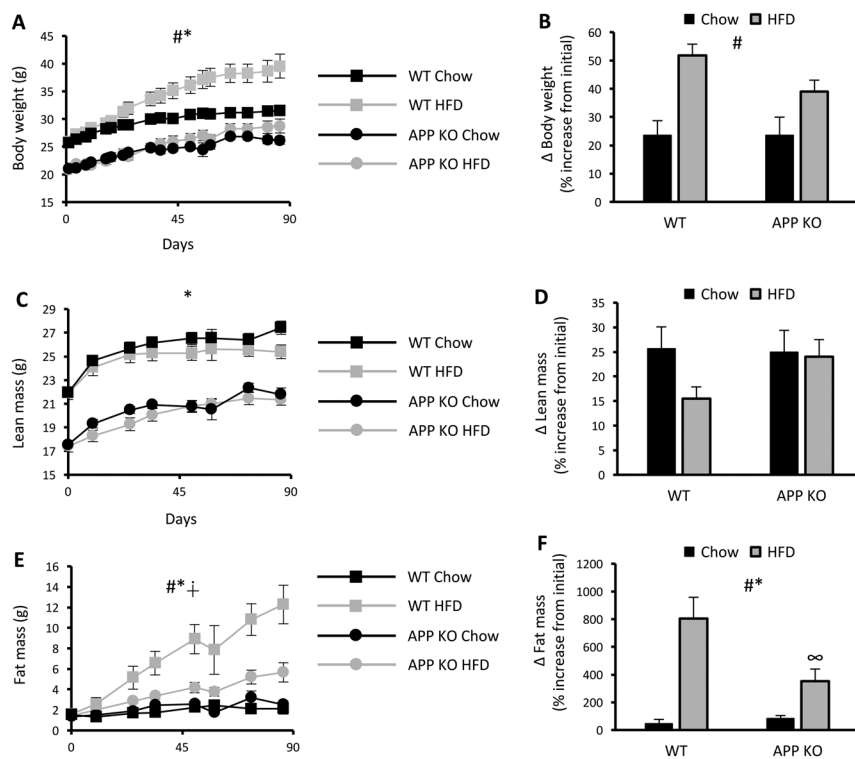 A
#*
Body weight (g)
45
40
35
30
25
20
15
0
45
90
Days
WT Chow
WT HFD
APP KO Chow
APP KO HFD
B
Chow
HFD
#
Δ Body weight
(% increase from initial)
60
50
40
30
20
10
0
WT
APP KO
C
*
Lean mass (g)
29
27
25
23
21
19
17
15
0
45
90
Days
WT Chow
WT HFD
APP KO Chow
APP KO HFD
D
Chow
HFD
Δ Lean mass
(% increase from initial)
35
30
25
20
15
10
5
0
WT
APP KO
E
#*∔
Fat mass (g)
16
14
12
10
8
6
4
2
0
0
45
90
WT Chow
WT HFD
APP KO Chow
APP KO HFD
F
Chow
HFD
#*
∞
Δ Fat mass
(% increase from initial)
1200
1000
800
600
400
200
0
WT
APP KO